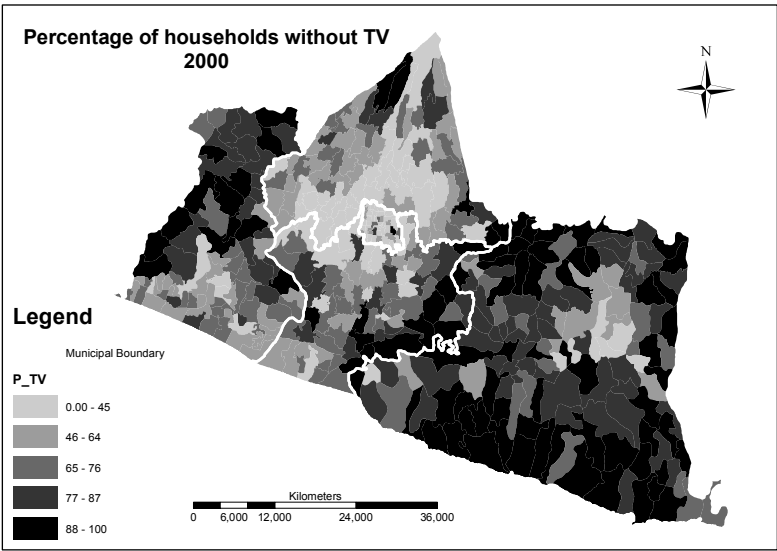 Percentage of households without TV
2000
N
Legend
Municipal Boundary
P_TV
0.00 - 45
46 - 64
65 - 76
77 - 87
88 - 100
Kilometers
0 6,000 12,000 24,000 36,000